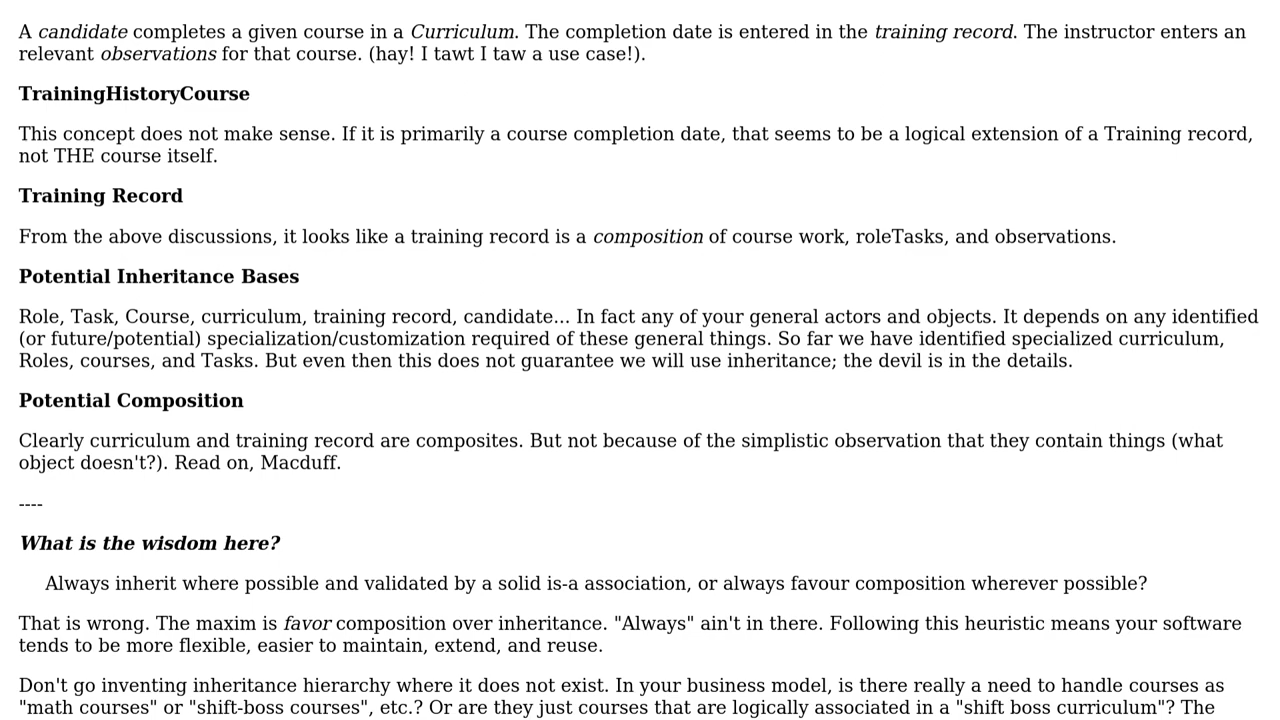 A candidate completes a given course in a Curriculum. The completion date is entered in the training record. The instructor enters an
relevant observations for that course. (hay! I tawt I taw a use case!).
TrainingHistoryCourse
This concept does not make sense. If it is primarily a course completion date, that seems to be a logical extension of a Training record,
not THE course itself.
Training Record
From the above discussions, it looks like a training record is a composition of course work, roleTasks, and observations.
Potential Inheritance Bases
Role, Task, Course, curriculum, training record, candidate... In fact any of your general actors and objects. It depends on any identified
(or future/potential) specialization/customization required of these general things. So far we have identified specialized curriculum,
Roles, courses, and Tasks. But even then this does not guarantee we will use inheritance; the devil is in the details.
Potential Composition
Clearly curriculum and training record are composites. But not because of the simplistic observation that they contain things (what
object doesn't?). Read on, Macduff.
----
What is the wisdom here?
Always inherit where possible and validated by a solid is-a association, or always favour composition wherever possible?
That is wrong. The maxim is favor composition over inheritance. "Always" ain't in there. Following this heuristic means your software
tends to be more flexible, easier to maintain, extend, and reuse.
Don't go inventing inheritance hierarchy where it does not exist. In your business model, is there really a need to handle courses as
"math courses" or "shift-boss courses", etc.? Or are they just courses that are logically associated in a "shift boss curriculum"? The